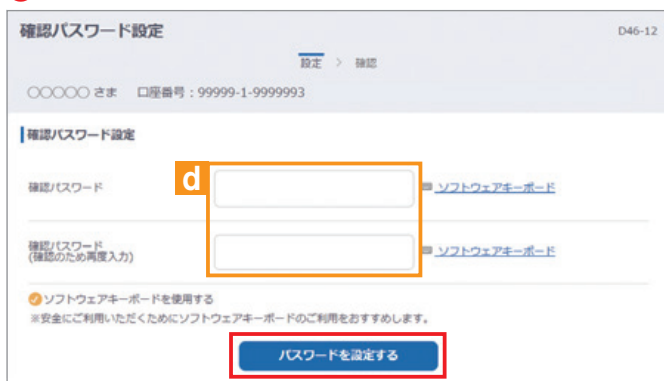 確認パスワード設定
D46-12
設定 > 確認
○○○○○ さま 口座番号：99999-1-9999993
確認パスワード設定
確認パスワード
d
ソフトウェアキーボード
確認パスワード
(確認のため再度入力)
ソフトウェアキーボード
ソフトウェアキーボードを使用する
※安全にご利用いただくためにソフトウェアキーボードのご利用をおすすめします。
パスワードを設定する